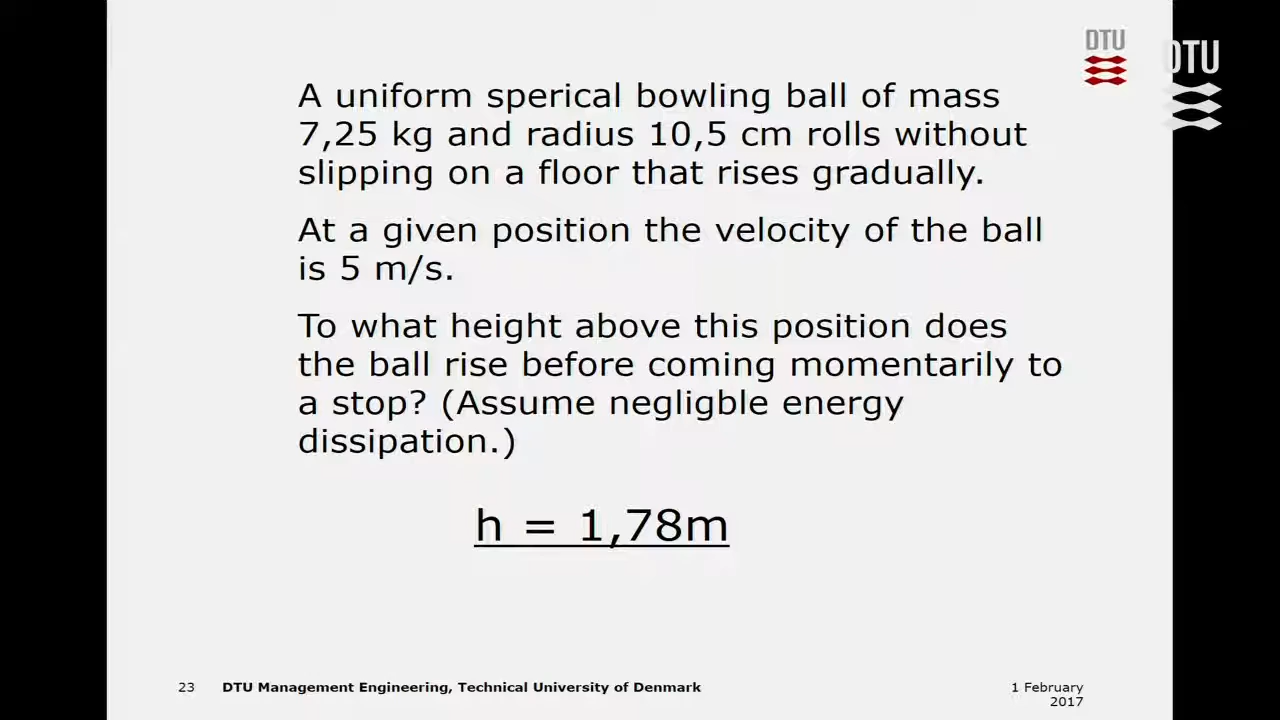 DTU
DTU
A uniform sperical bowling ball of mass
7,25 kg and radius 10,5 cm rolls without
slipping on a floor that rises gradually.
At a given position the velocity of the ball
is 5 m/s.
To what height above this position does
the ball rise before coming momentarily to
a stop? (Assume negligble energy
dissipation.)
h = 1,78m
23 DTU Management Engineering, Technical University of Denmark
1 February
2017